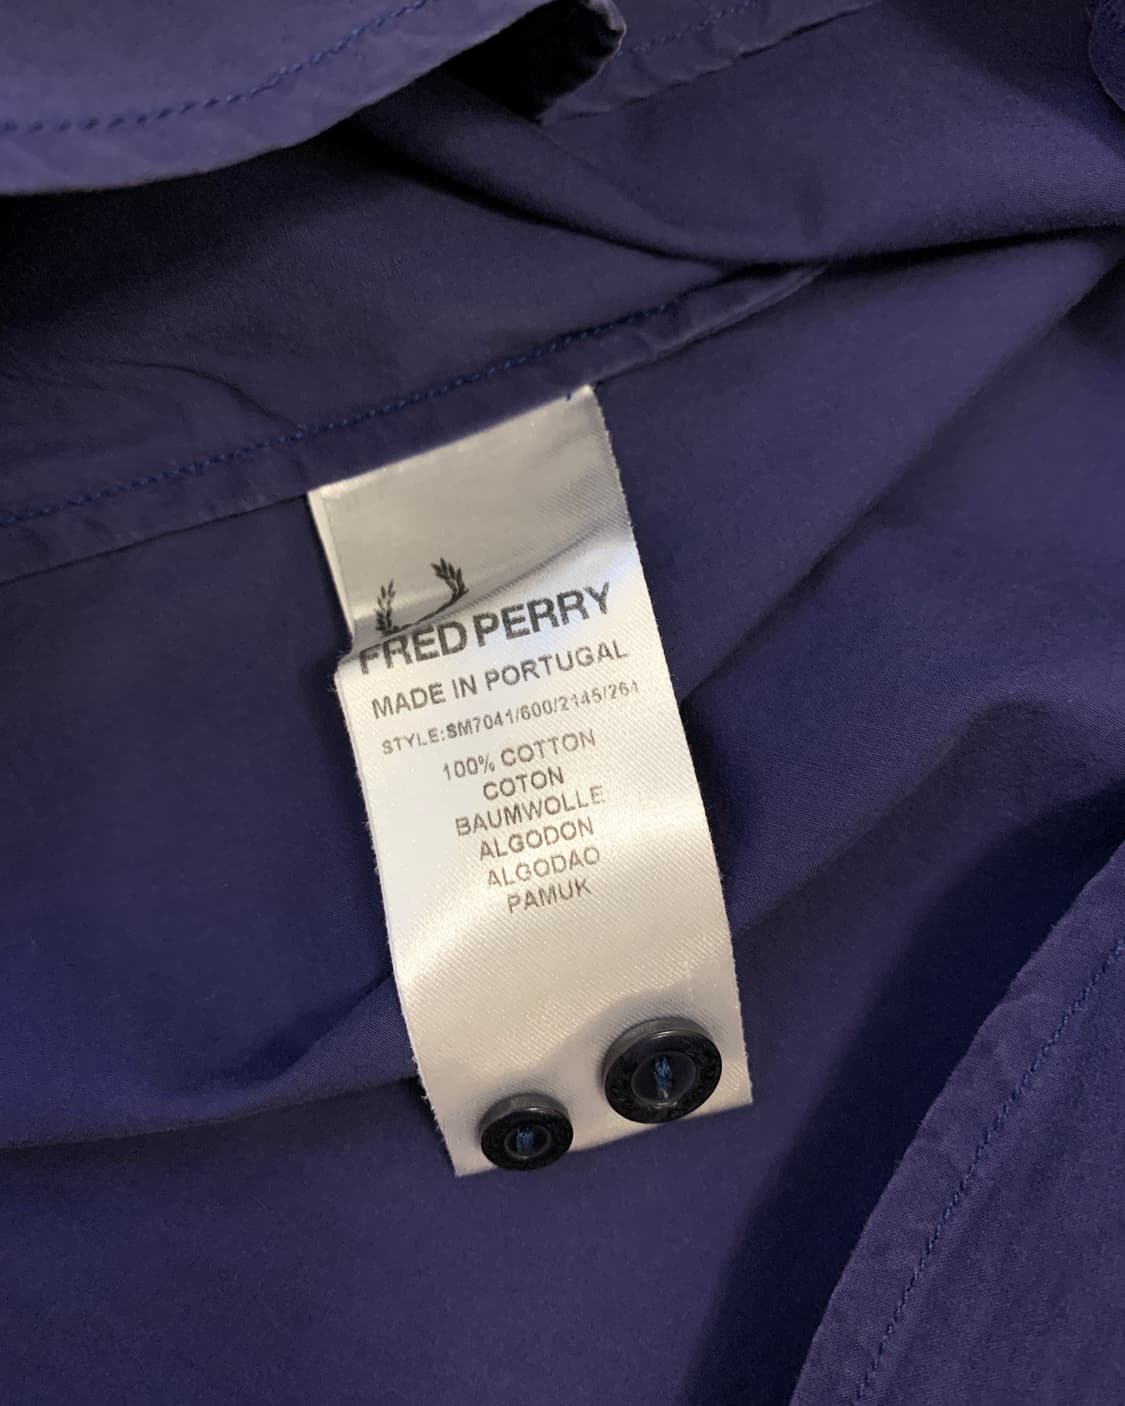 FRED PERRY
MADE IN PORTUGAL
STYLE:SM7041/600/2145/264
100% COTTON
COTON
BAUMWOLLE
ALGODON
ALGODAO
PAMUK